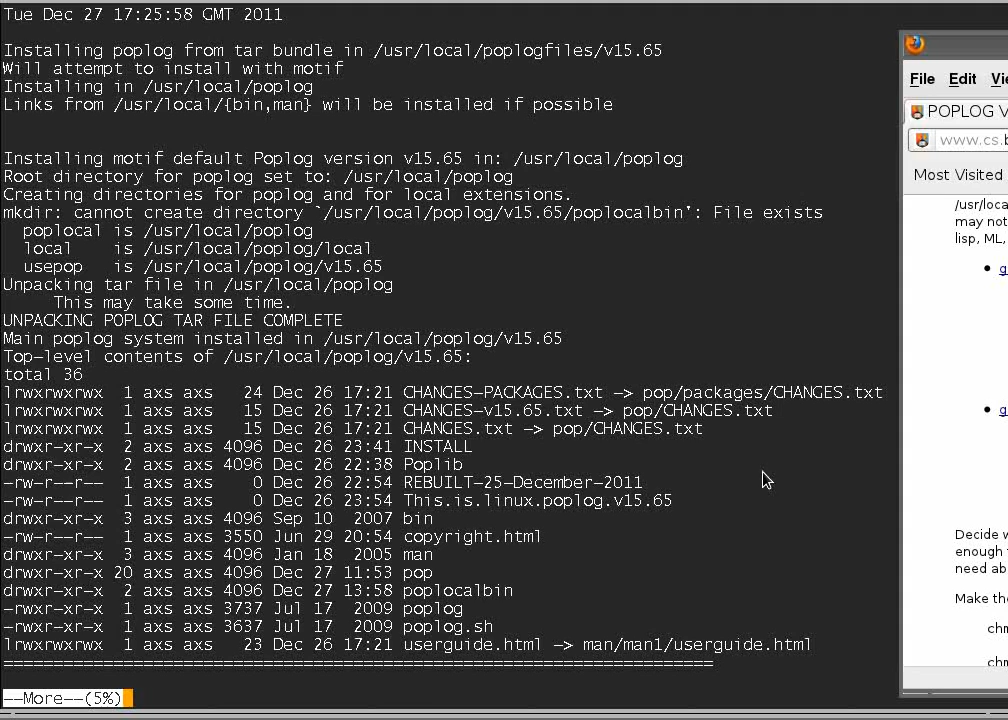 Tue Dec 27 17:25:58 GMT 2011
Installing poplog from tar bundle in /usr/local/poplogfiles/v15.65
Will attempt to install with motif
Installing in /usr/local/poplog
Links from /usr/local/{bin,man} will be installed if possible
Installing motif default Poplog version v15.65 in: /usr/local/poplog
Root directory for poplog set to: /usr/local/poplog
Creating directories for poplog and for local extensions.
mkdir: cannot create directory `/usr/local/poplog/v15.65/poplocalbin': File exists
poplocal is /usr/local/poplog
local    is /usr/local/poplog/local
usepop   is /usr/local/poplog/v15.65
Unpacking tar file in /usr/local/poplog
This may take some time.
UNPACKING POPLOG TAR FILE COMPLETE
Main poplog system installed in /usr/local/poplog/v15.65
Top-level contents of /usr/local/poplog/v15.65:
total 36
lrwxrwxrwx  1 axs axs   24 Dec 26 17:21 CHANGES-PACKAGES.txt -> pop/packages/CHANGES.txt
lrwxrwxrwx  1 axs axs   15 Dec 26 17:21 CHANGES-v15.65.txt -> pop/CHANGES.txt
lrwxrwxrwx  1 axs axs   15 Dec 26 17:21 CHANGES.txt -> pop/CHANGES.txt
drwxr-xr-x  2 axs axs 4096 Dec 26 23:41 INSTALL
drwxr-xr-x  2 axs axs 4096 Dec 26 22:38 Poplib
-rw-r--r--  1 axs axs    0 Dec 26 22:54 REBUILT-25-December-2011
-rw-r--r--  1 axs axs    0 Dec 26 23:54 This.is.linux.poplog.v15.65
drwxr-xr-x  3 axs axs 4096 Sep 10  2007 bin
-rw-r--r--  1 axs axs 3550 Jun 29 20:54 copyright.html
drwxr-xr-x  3 axs axs 4096 Jan 18  2005 man
drwxr-xr-x 20 axs axs 4096 Dec 27 11:53 pop
drwxr-xr-x  2 axs axs 4096 Dec 27 13:58 poplocalbin
-rwxr-xr-x  1 axs axs 3737 Jul 17  2009 poplog
-rwxr-xr-x  1 axs axs 3637 Jul 17  2009 poplog.sh
lrwxrwxrwx  1 axs axs   23 Dec 26 17:21 userguide.html -> man/man1/userguide.html
=======================================================================
--More--(5%)
File Edit Vi
POPLOG V
www.cs.b
Most Visited
/usr/loca
may not
lisp, ML,
g
g
Decide w
enough
need ab
Make the
chm
chm